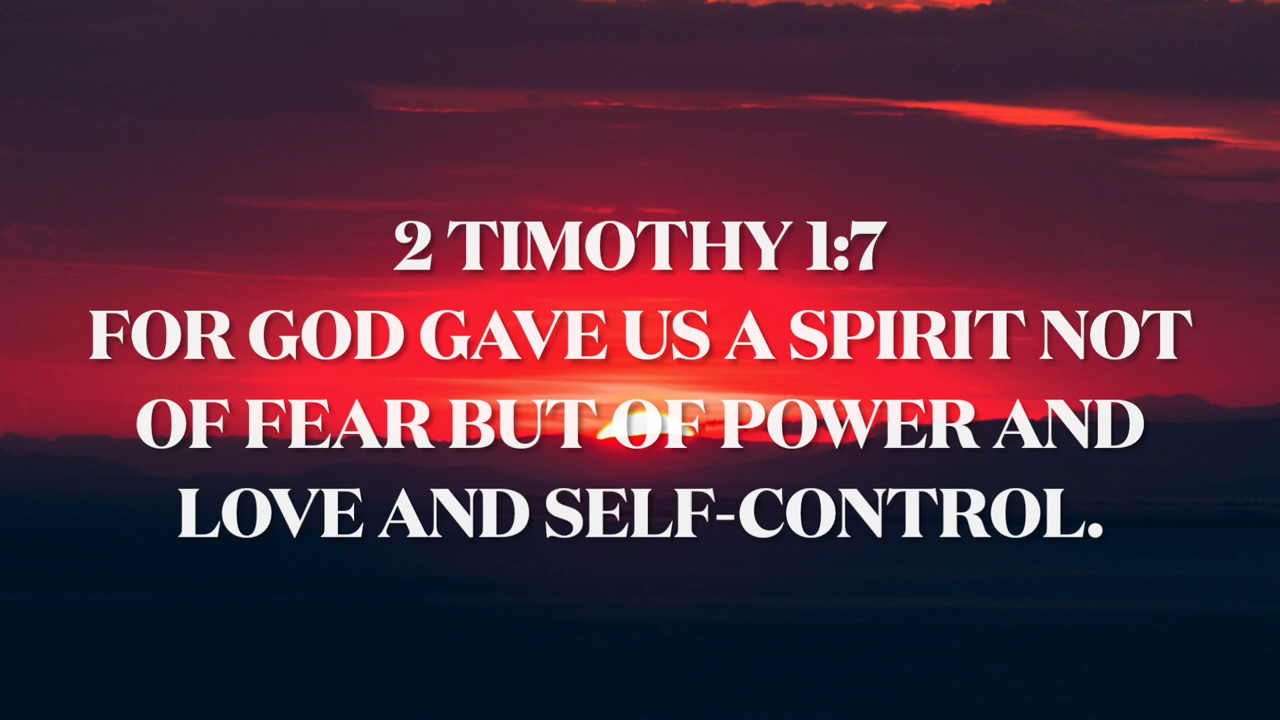 2 TIMOTHY 1:7
FOR GOD GAVE US A SPIRIT NOT
OF FEAR BUT OF POWER AND
LOVE AND SELF-CONTROL.